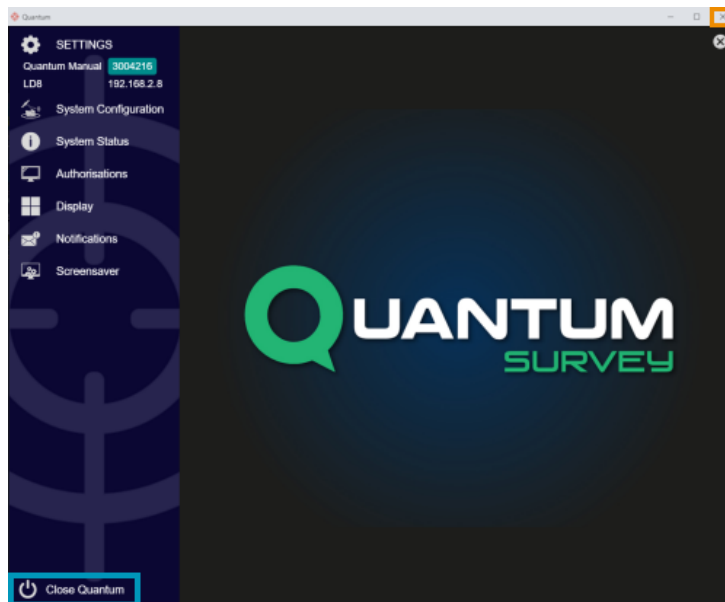 Quantum
SETTINGS
Quantum Manual 3004216
LD8 192.168.2.8
System Configuration
System Status
Authorisations
Display
Notifications
Screensaver
QUANTUM
SURVEY
Close Quantum